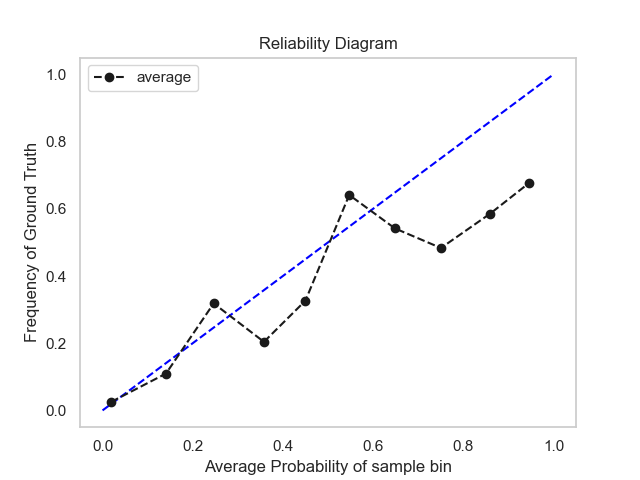 Reliability Diagram
average
Frequency of Ground Truth
1.0
0.8
0.6
0.4
0.2
0.0
0.0 0.2 0.4 0.6 0.8 1.0
Average Probability of sample bin